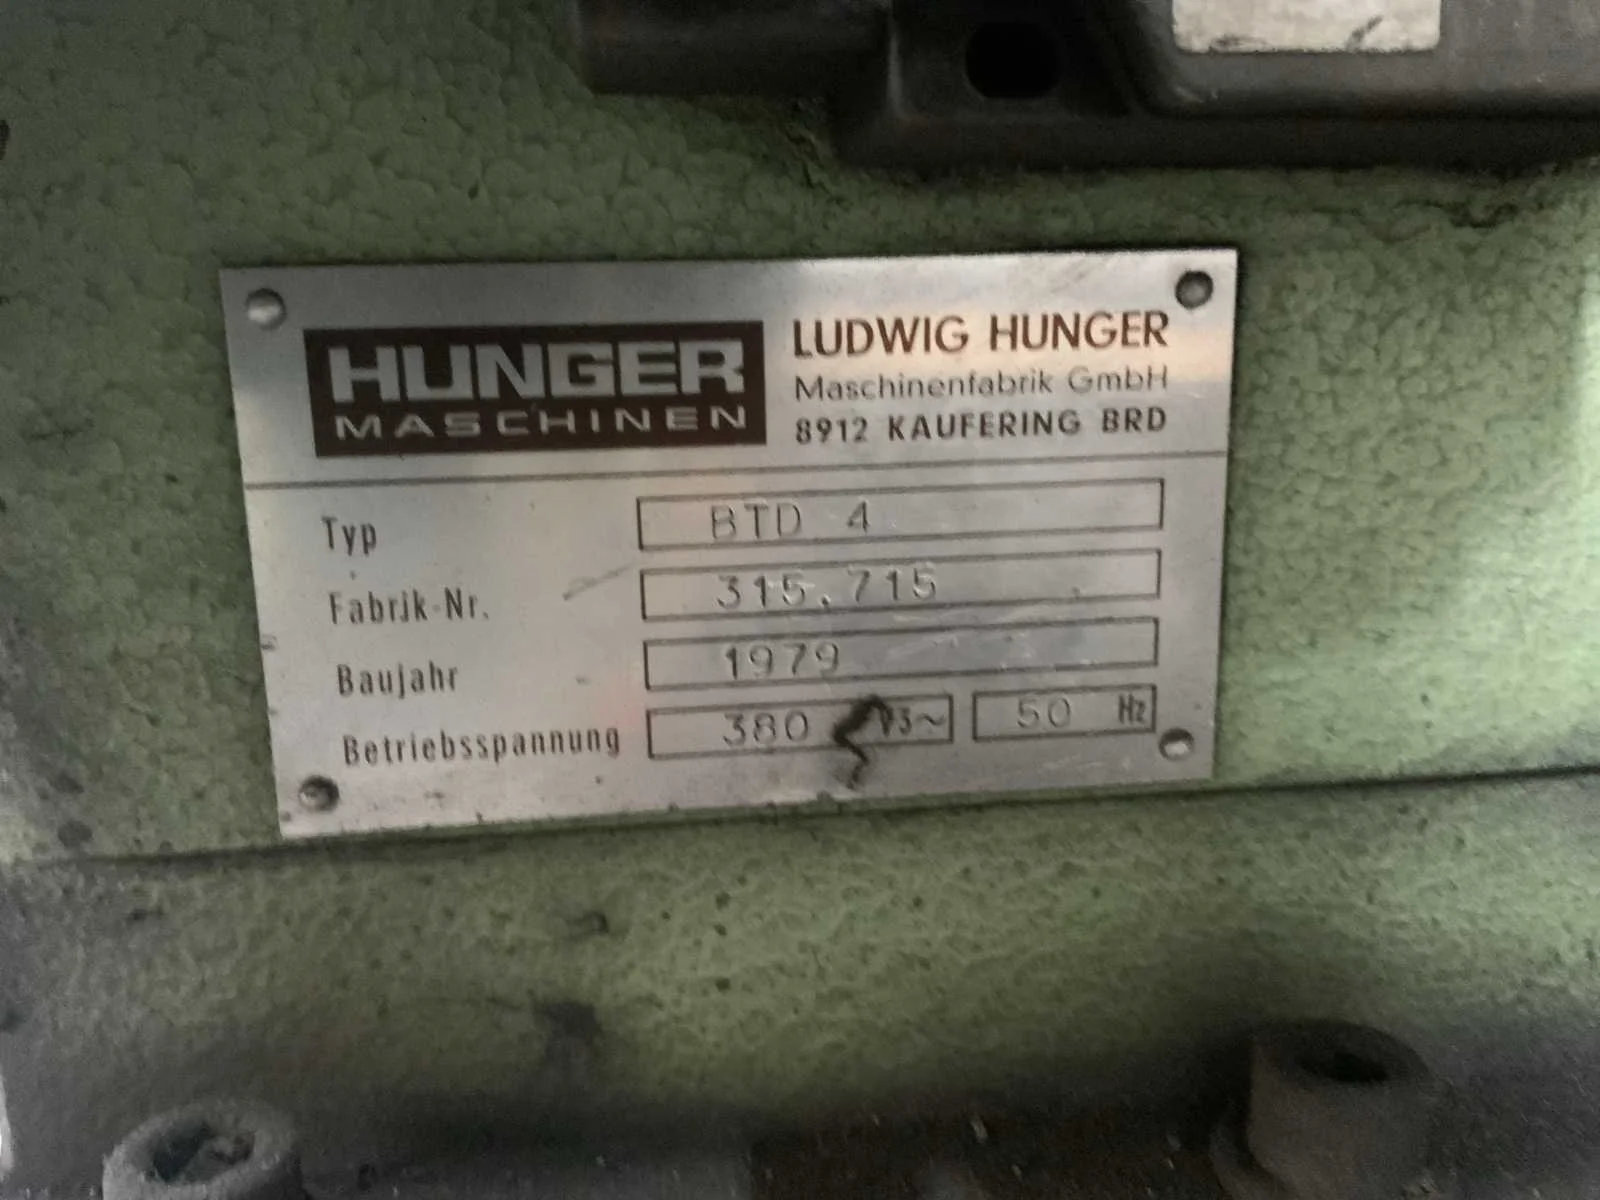 HUNGER
MASCHINEN
LUDWIG HUNGER
Maschinenfabrik GmbH
8912 KAUFERING BRD
Typ BTD 4
Fabrik-Nr. 315.715
Baujahr 1979
Betriebsspannung 380 V3~ 50 Hz